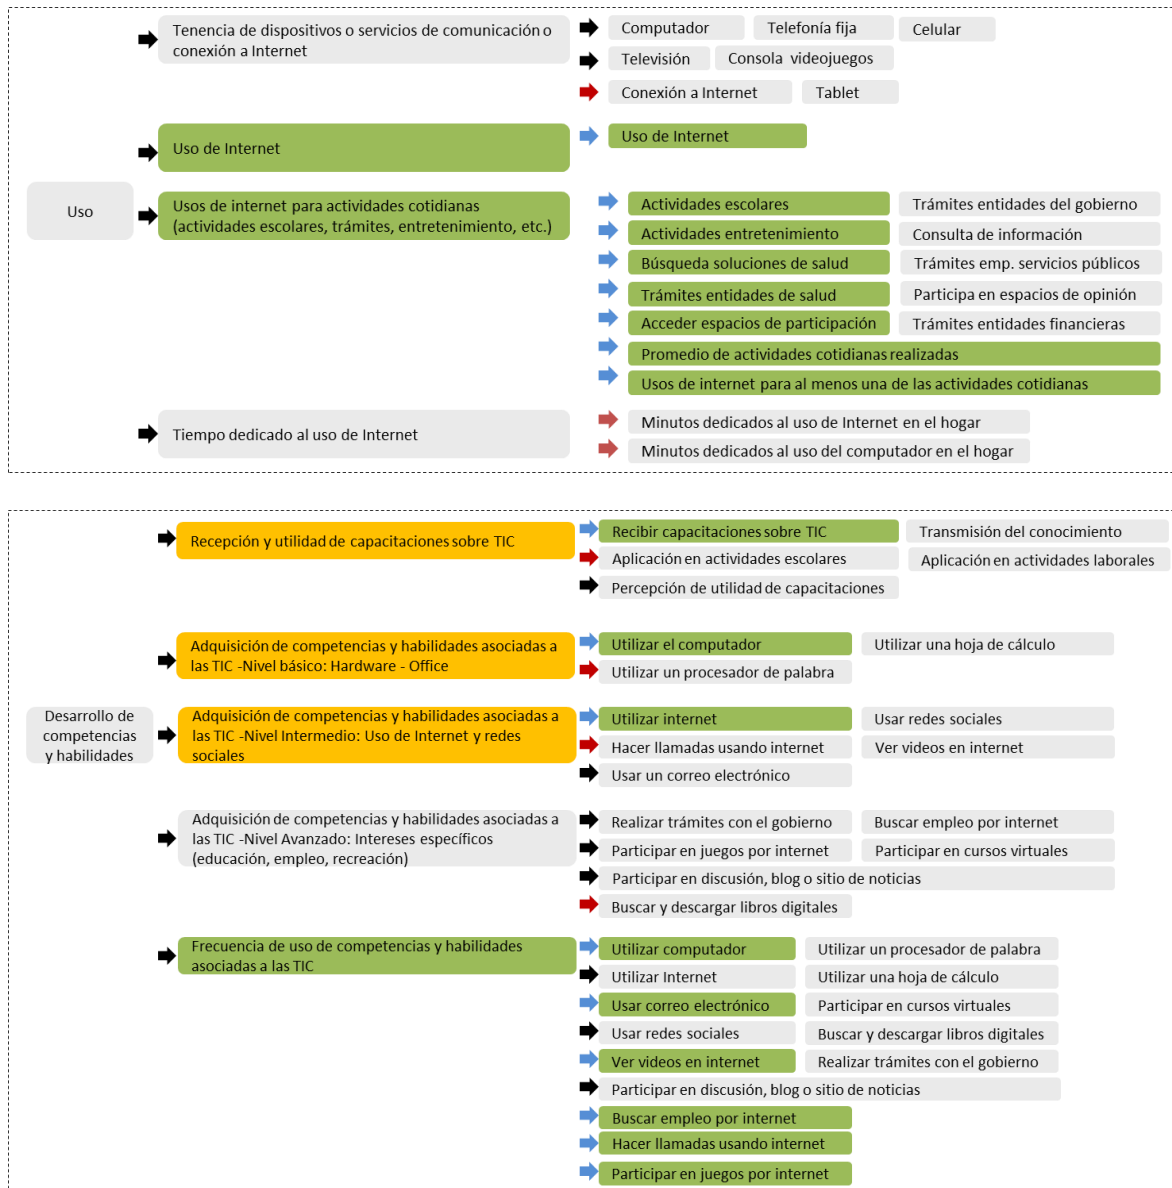 Tenencia de dispositivos o servicios de comunicación o
conexión a Internet
Computador
Telefonía fija
Celular
Televisión
Consola videojuegos
Conexión a Internet
Tablet
Uso de Internet
Uso de Internet
Uso
Usos de internet para actividades cotidianas
(actividades escolares, trámites, entretenimiento, etc.)
Actividades escolares
Trámites entidades del gobierno
Actividades entretenimiento
Consulta de información
Búsqueda soluciones de salud
Trámites emp. servicios públicos
Trámites entidades de salud
Participa en espacios de opinión
Acceder espacios de participación
Trámites entidades financieras
Promedio de actividades cotidianas realizadas
Usos de internet para al menos una de las actividades cotidianas
Tiempo dedicado al uso de Internet
Minutos dedicados al uso de Internet en el hogar
Minutos dedicados al uso del computador en el hogar
Recepción y utilidad de capacitaciones sobre TIC
Recibir capacitaciones sobre TIC
Transmisión del conocimiento
Aplicación en actividades escolares
Aplicación en actividades laborales
Percepción de utilidad de capacitaciones
Adquisición de competencias y habilidades asociadas a
las TIC -Nivel básico: Hardware - Office
Utilizar el computador
Utilizar una hoja de cálculo
Utilizar un procesador de palabra
Desarrollo de
competencias
y habilidades
Adquisición de competencias y habilidades asociadas a
las TIC -Nivel Intermedio: Uso de Internet y redes
sociales
Utilizar internet
Usar redes sociales
Hacer llamadas usando internet
Ver videos en internet
Usar un correo electrónico
Adquisición de competencias y habilidades asociadas a
las TIC -Nivel Avanzado: Intereses específicos
(educación, empleo, recreación)
Realizar trámites con el gobierno
Buscar empleo por internet
Participar en juegos por internet
Participar en cursos virtuales
Participar en discusión, blog o sitio de noticias
Buscar y descargar libros digitales
Frecuencia de uso de competencias y habilidades
asociadas a las TIC
Utilizar computador
Utilizar un procesador de palabra
Utilizar Internet
Utilizar una hoja de cálculo
Usar correo electrónico
Participar en cursos virtuales
Usar redes sociales
Buscar y descargar libros digitales
Ver videos en internet
Realizar trámites con el gobierno
Participar en discusión, blog o sitio de noticias
Buscar empleo por internet
Hacer llamadas usando internet
Participar en juegos por internet